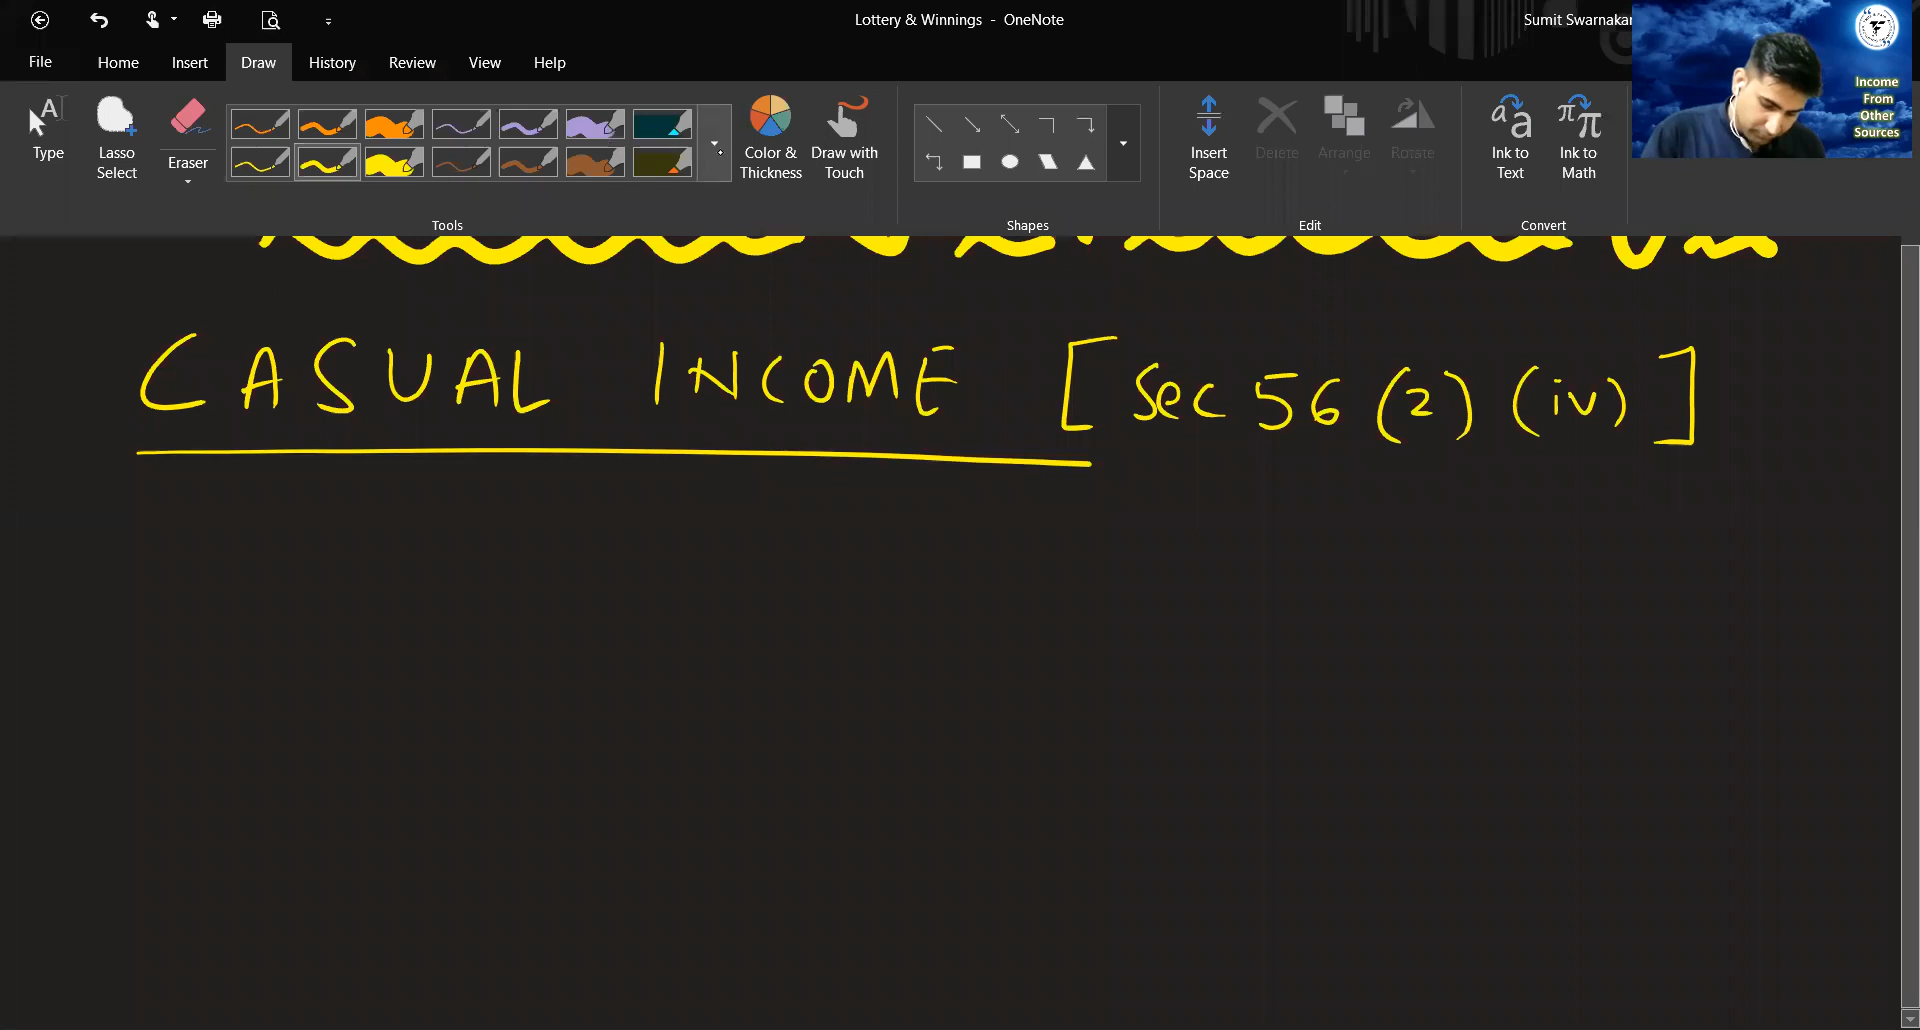 Lottery & Winnings - OneNote
Sumit Swarnakar
File Home Insert Draw History Review View Help
Type
Lasso Select
Eraser
Color & Thickness
Draw with Touch
Insert Space
Delete
Arrange
Rotate
Ink to Text
Ink to Math
Tools
Shapes
Edit
Convert
Income
From
Other
Sources
CASUAL INCOME [Sec 56 (2) (iv)]